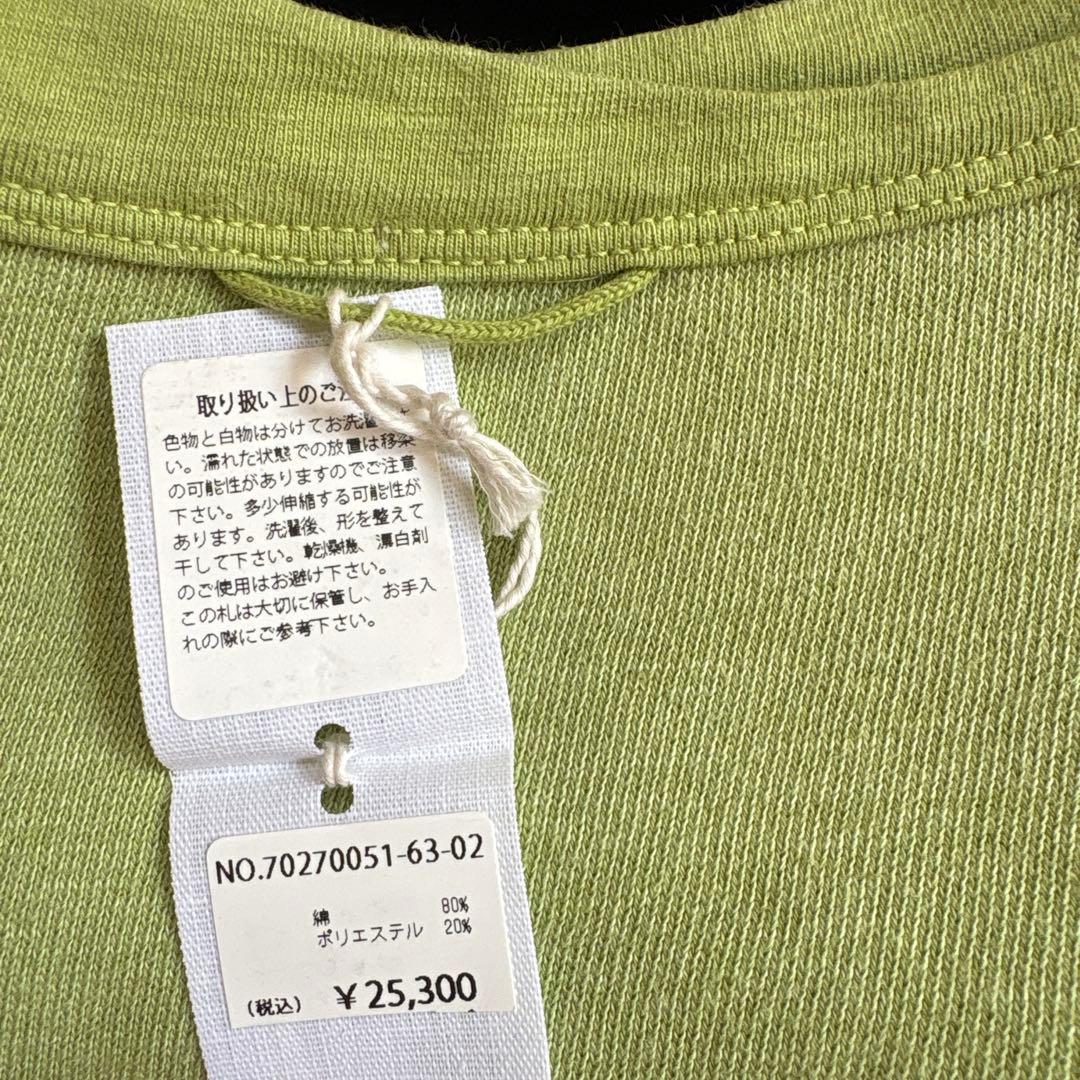 取り扱い上のご注
色物と白物は分けてお洗濯
い。濡れた状態での放置は移染
の可能性がありますのでご注意
下さい。多少伸縮する可能性が
あります。洗濯後、形を整えて
干して下さい。乾燥機、漂白剤
のご使用はお避け下さい。
この札は大切に保管し、お手入
れの際にご参考下さい。
NO.70270051-63-02
綿 80%
ポリエステル 20%
(税込) ¥25,300